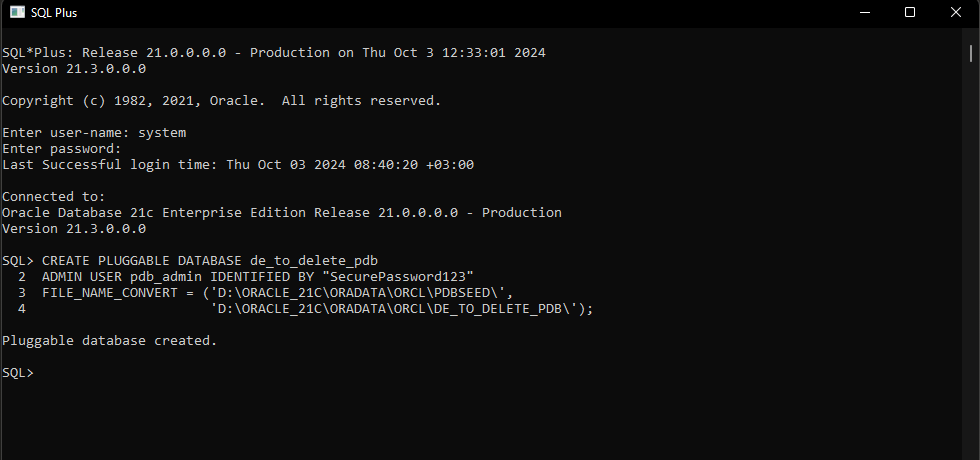 SQL Plus
SQL*Plus: Release 21.0.0.0.0 - Production on Thu Oct 3 12:33:01 2024
Version 21.3.0.0.0
Copyright (c) 1982, 2021, Oracle.  All rights reserved.
Enter user-name: system
Enter password:
Last Successful login time: Thu Oct 03 2024 08:40:20 +03:00
Connected to:
Oracle Database 21c Enterprise Edition Release 21.0.0.0.0 - Production
Version 21.3.0.0.0
SQL> CREATE PLUGGABLE DATABASE de_to_delete_pdb
  2  ADMIN USER pdb_admin IDENTIFIED BY "SecurePassword123"
  3  FILE_NAME_CONVERT = ('D:\ORACLE_21C\ORADATA\ORCL\PDBSEED\',
  4                       'D:\ORACLE_21C\ORADATA\ORCL\DE_TO_DELETE_PDB\');
Pluggable database created.
SQL>